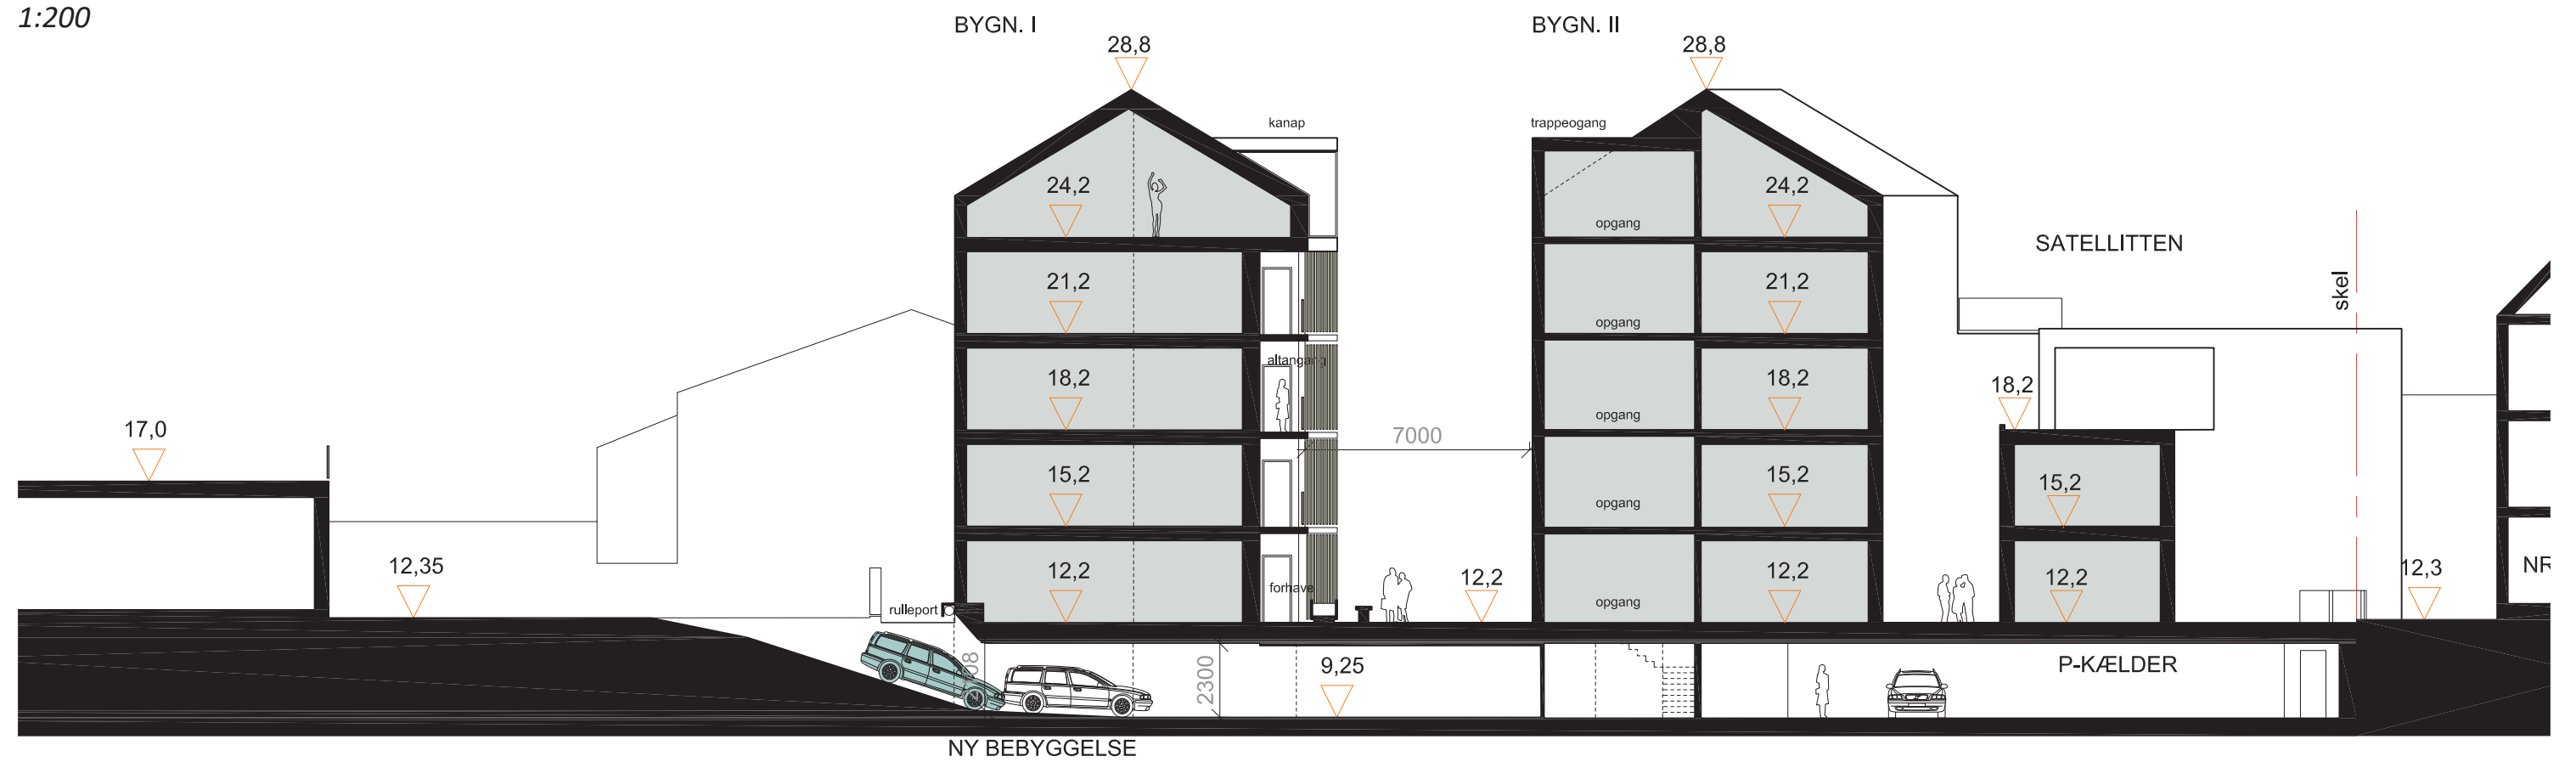 1:200
BYGN. I
BYGN. II
28,8
28,8
kanap
trappeogang
24,2
24,2
opgang
SATELLITTEN
skel
21,2
21,2
opgang
altangang
18,2
18,2
18,2
opgang
17,0
7000
15,2
15,2
15,2
opgang
12,35
12,2
12,2
12,2
12,2
12,3
NR
forhave
opgang
rulleport
2300
9,25
P-KÆLDER
NY BEBYGGELSE